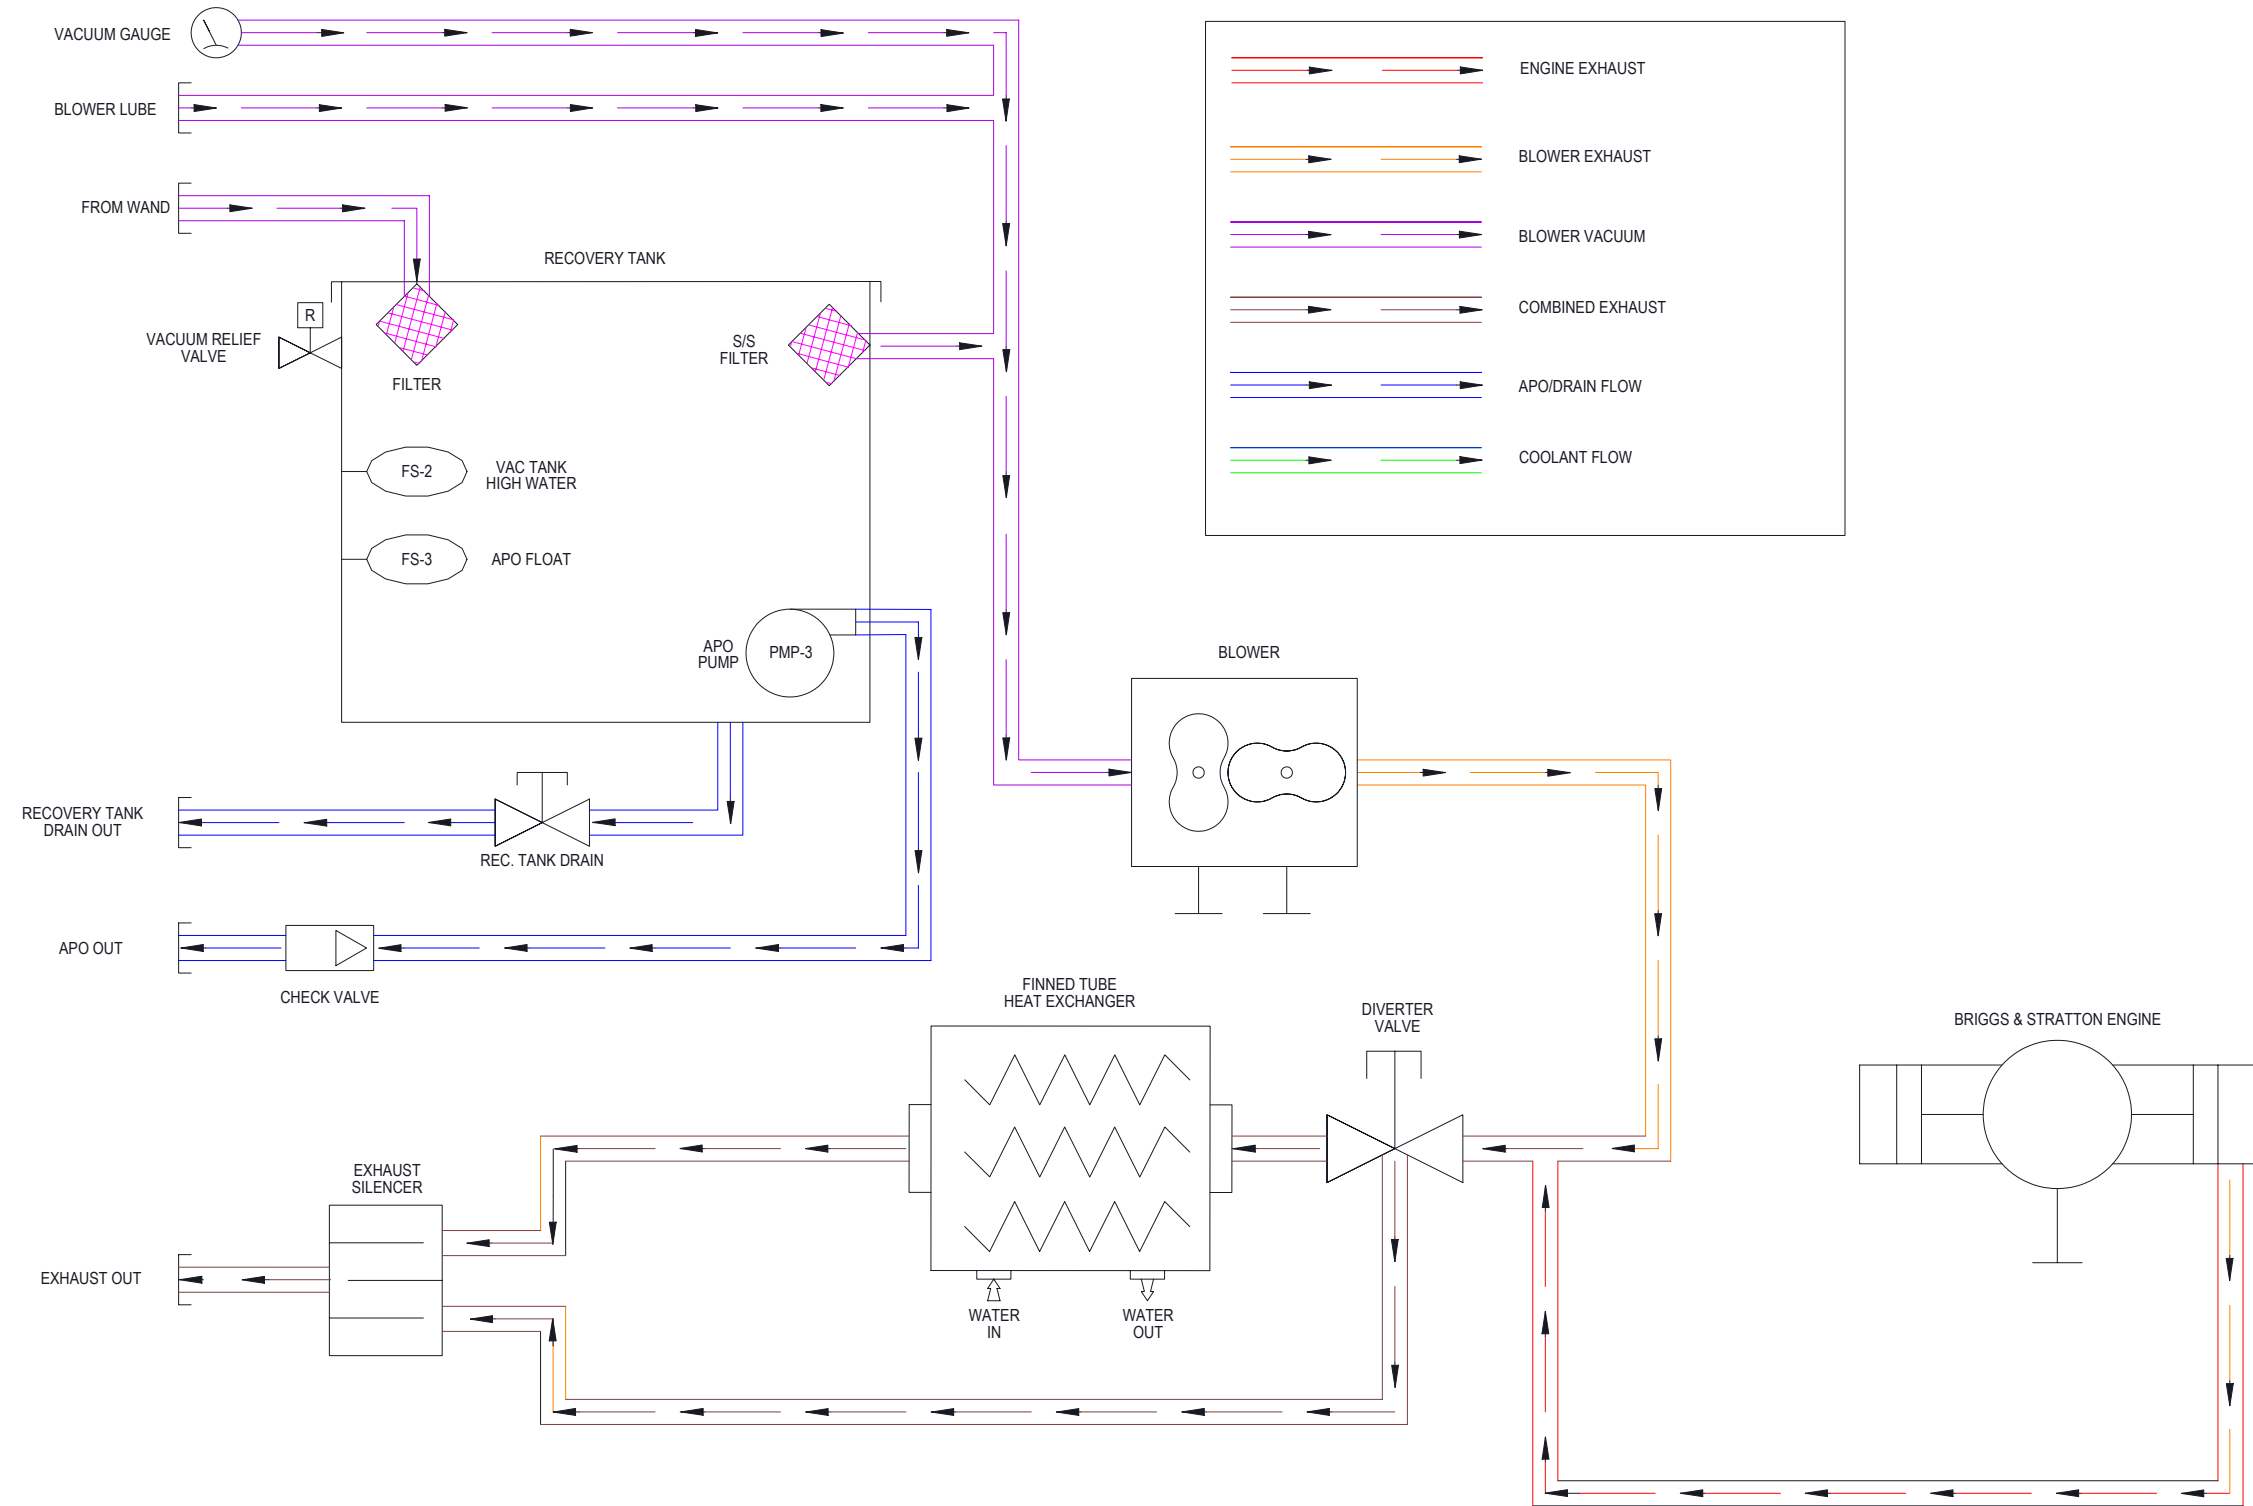 VACUUM GAUGE
BLOWER LUBE
FROM WAND
RECOVERY TANK
R
VACUUM RELIEF
VALVE
FILTER
S/S
FILTER
FS-2
VAC TANK
HIGH WATER
FS-3
APO FLOAT
APO
PUMP
PMP-3
RECOVERY TANK
DRAIN OUT
REC. TANK DRAIN
APO OUT
CHECK VALVE
ENGINE EXHAUST
BLOWER EXHAUST
BLOWER VACUUM
COMBINED EXHAUST
APO/DRAIN FLOW
COOLANT FLOW
BLOWER
FINNED TUBE
HEAT EXCHANGER
DIVERTER
VALVE
BRIGGS & STRATTON ENGINE
EXHAUST
SILENCER
EXHAUST OUT
WATER
IN
WATER
OUT